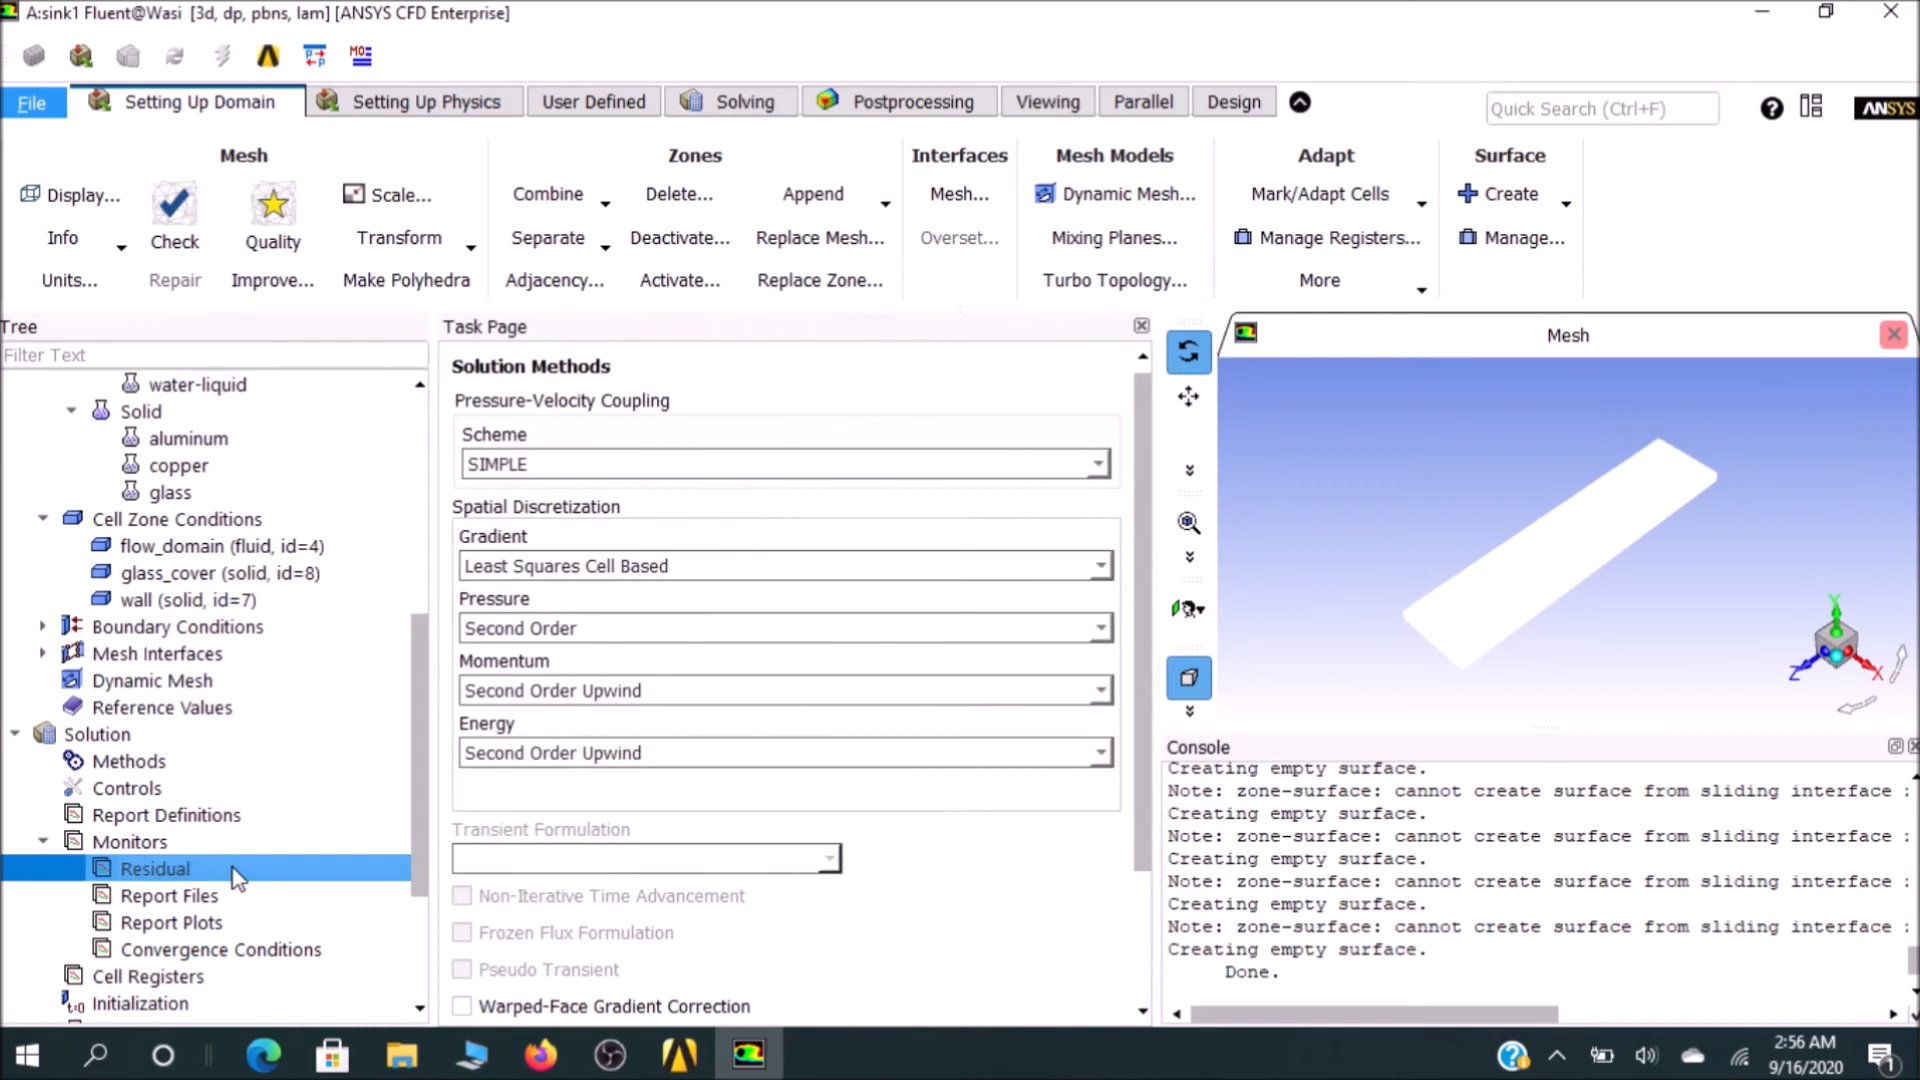 A:sink1 Fluent@Wasi [3d, dp, pbns, lam] [ANSYS CFD Enterprise]
File
Setting Up Domain
Setting Up Physics
User Defined
Solving
Postprocessing
Viewing
Parallel
Design
Quick Search (Ctrl+F)
ANSYS
Mesh
Zones
Interfaces
Mesh Models
Adapt
Surface
Display...
Check
Quality
Scale...
Combine
Delete...
Append
Mesh...
Dynamic Mesh...
Mark/Adapt Cells
Create
Info
Transform
Separate
Deactivate...
Replace Mesh...
Overset...
Mixing Planes...
Manage Registers...
Manage...
Units...
Repair
Improve...
Make Polyhedra
Adjacency...
Activate...
Replace Zone...
Turbo Topology...
More
Tree
Filter Text
water-liquid
Solid
aluminum
copper
glass
Cell Zone Conditions
flow_domain (fluid, id=4)
glass_cover (solid, id=8)
wall (solid, id=7)
Boundary Conditions
Mesh Interfaces
Dynamic Mesh
Reference Values
Solution
Methods
Controls
Report Definitions
Monitors
Residual
Report Files
Report Plots
Convergence Conditions
Cell Registers
t=0 Initialization
Task Page
Solution Methods
Pressure-Velocity Coupling
Scheme
SIMPLE
Spatial Discretization
Gradient
Least Squares Cell Based
Pressure
Second Order
Momentum
Second Order Upwind
Energy
Second Order Upwind
Transient Formulation
Non-Iterative Time Advancement
Frozen Flux Formulation
Pseudo Transient
Warped-Face Gradient Correction
Mesh
Y
Z
X
Console
Creating empty surface.
Note: zone-surface: cannot create surface from sliding interface
Creating empty surface.
Note: zone-surface: cannot create surface from sliding interface
Creating empty surface.
Note: zone-surface: cannot create surface from sliding interface
Creating empty surface.
Note: zone-surface: cannot create surface from sliding interface
Creating empty surface.
Done.
2:56 AM
9/16/2020
1